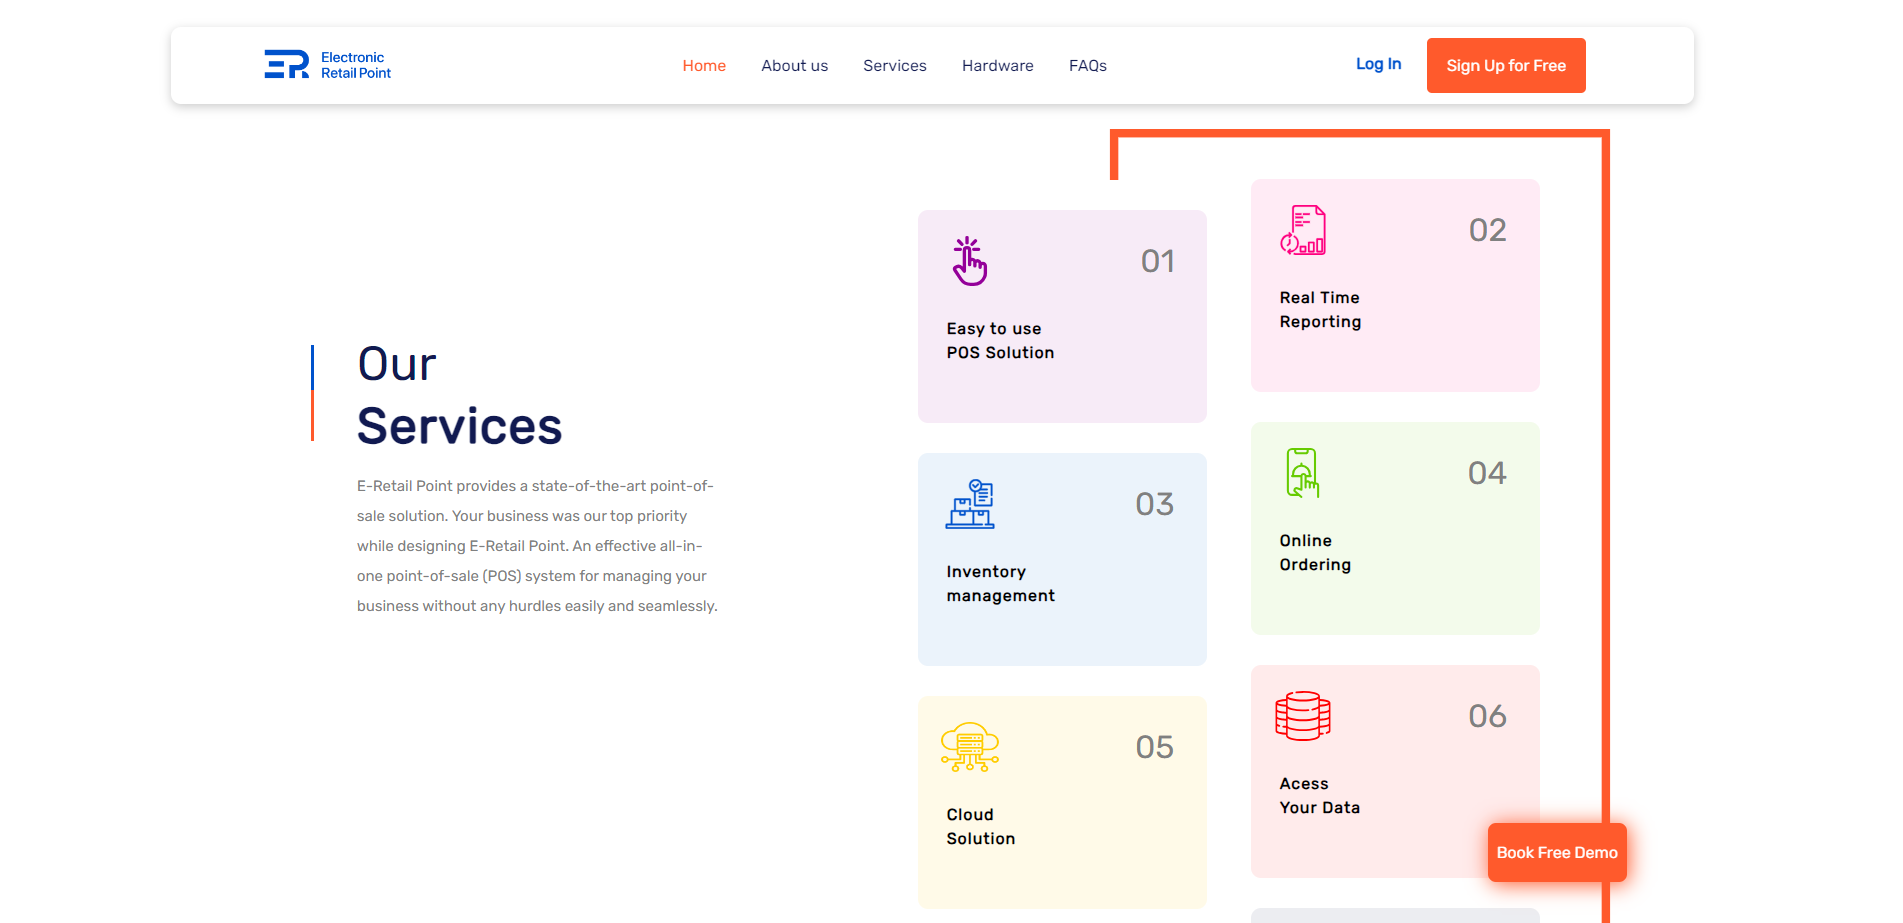 Electronic
Retail Point
Home
About us
Services
Hardware
FAQs
Log In
Sign Up for Free
Our
Services
E-Retail Point provides a state-of-the-art point-of-
sale solution. Your business was our top priority
while designing E-Retail Point. An effective all-in-
one point-of-sale (POS) system for managing your
business without any hurdles easily and seamlessly.
01
Easy to use
POS Solution
02
Real Time
Reporting
03
Inventory
management
04
Online
Ordering
05
Cloud
Solution
06
Acess
Your Data
Book Free Demo